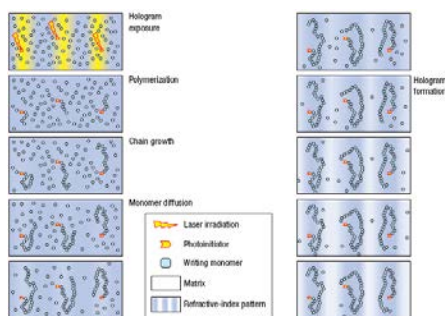 Hologram
exposure
Polymerization
Chain growth
Monomer diffusion
Laser irradiation
Photoinitiator
Writing monomer
Matrix
Refractive-index pattern
Hologram
formation